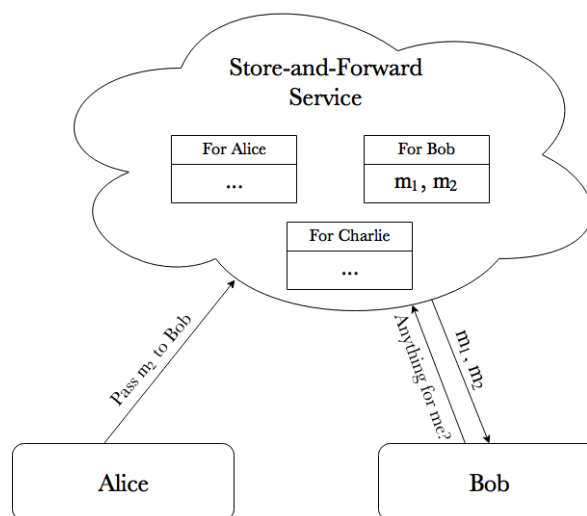 Store-and-Forward
Service
For Alice
...
For Bob
m₁, m₂
For Charlie
...
Pass m₂ to Bob
Anything for me?
m₁, m₂
Alice
Bob